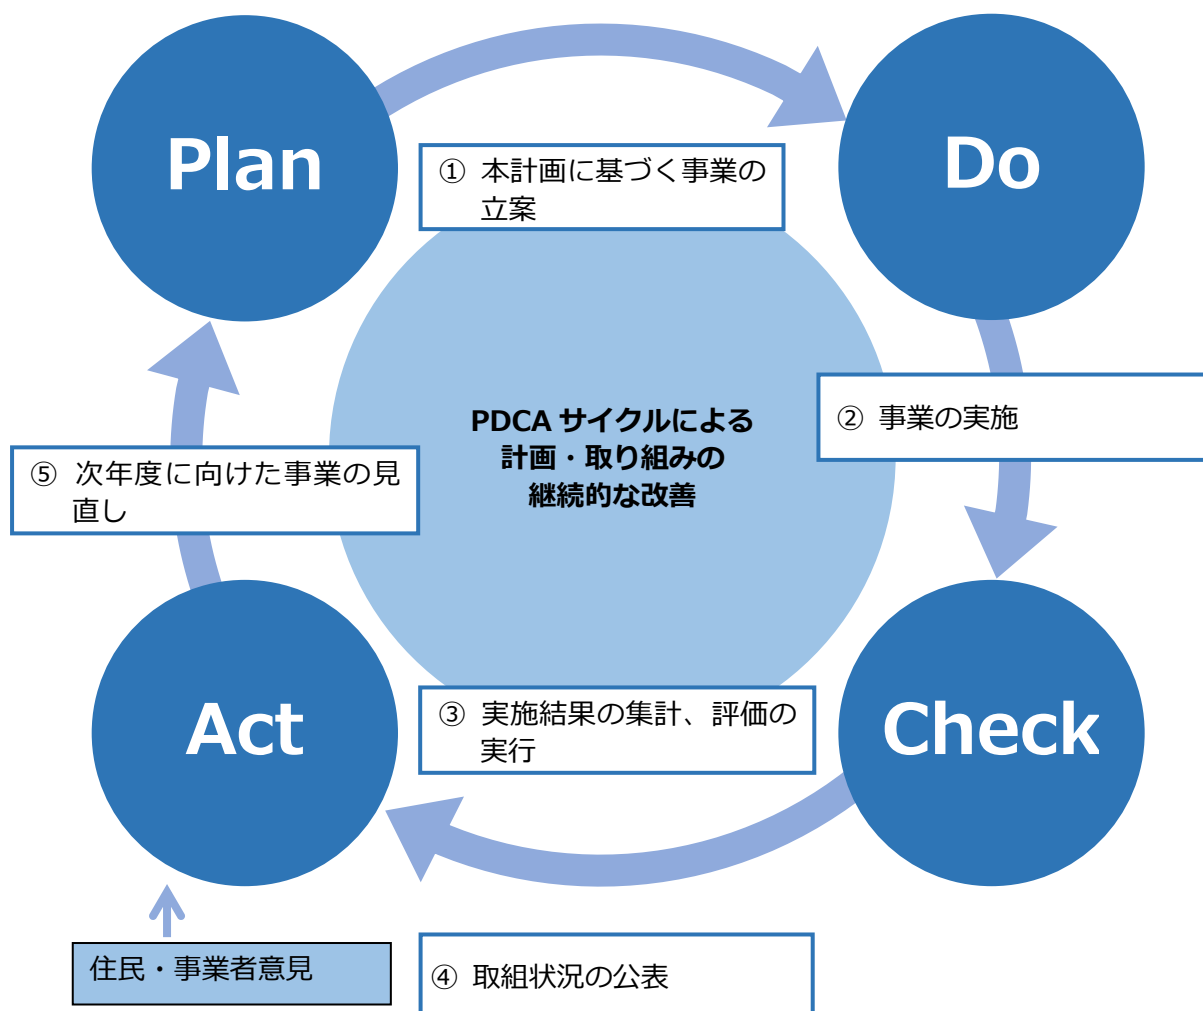 Plan
Do
① 本計画に基づく事業の
立案
PDCA サイクルによる
計画・取り組みの
継続的な改善
② 事業の実施
⑤ 次年度に向けた事業の見
直し
Act
③ 実施結果の集計、評価の
実行
Check
住民・事業者意見
④ 取組状況の公表